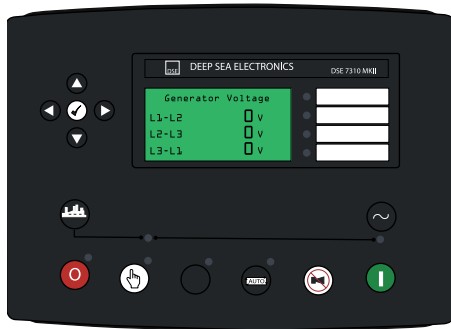 DSE DEEP SEA ELECTRONICS DSE 7310 MKII
Generator Voltage
L1-L2 0 V
L2-L3 0 V
L3-L1 0 V
O AUTO I